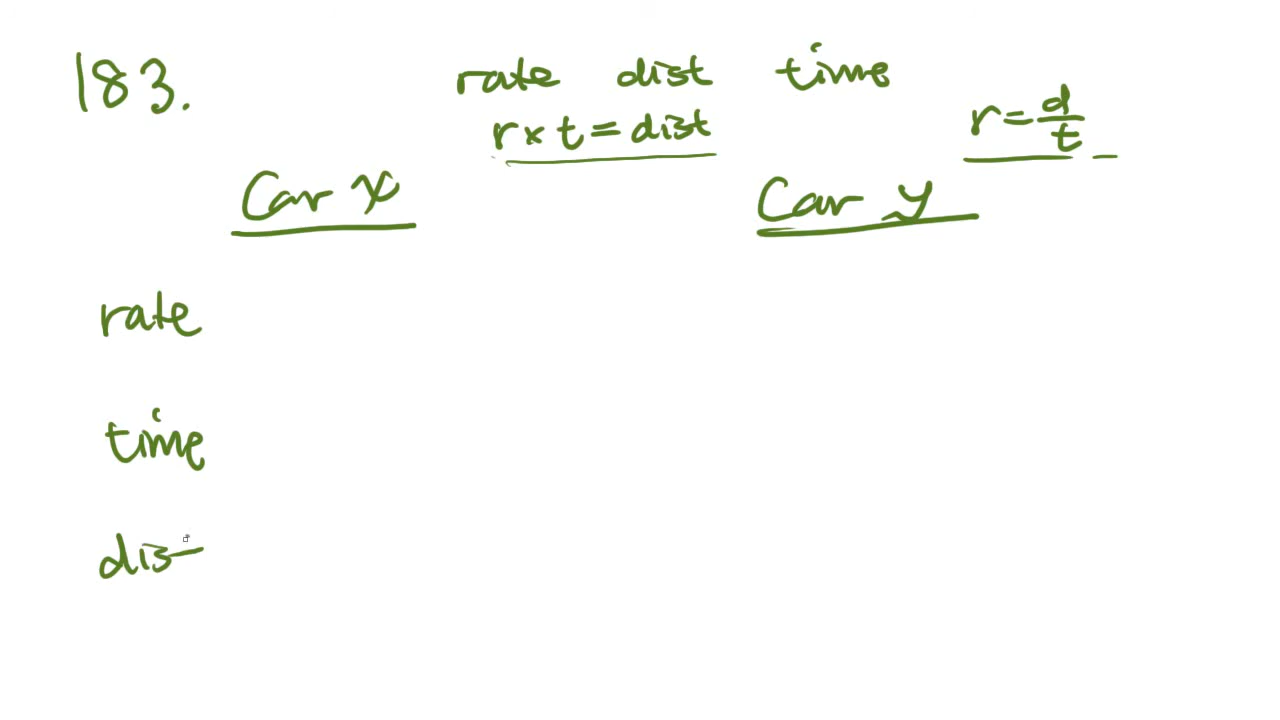 183.
rate dist time
r × t = dist
r = d/t
Car x
Car y
rate
time
dis